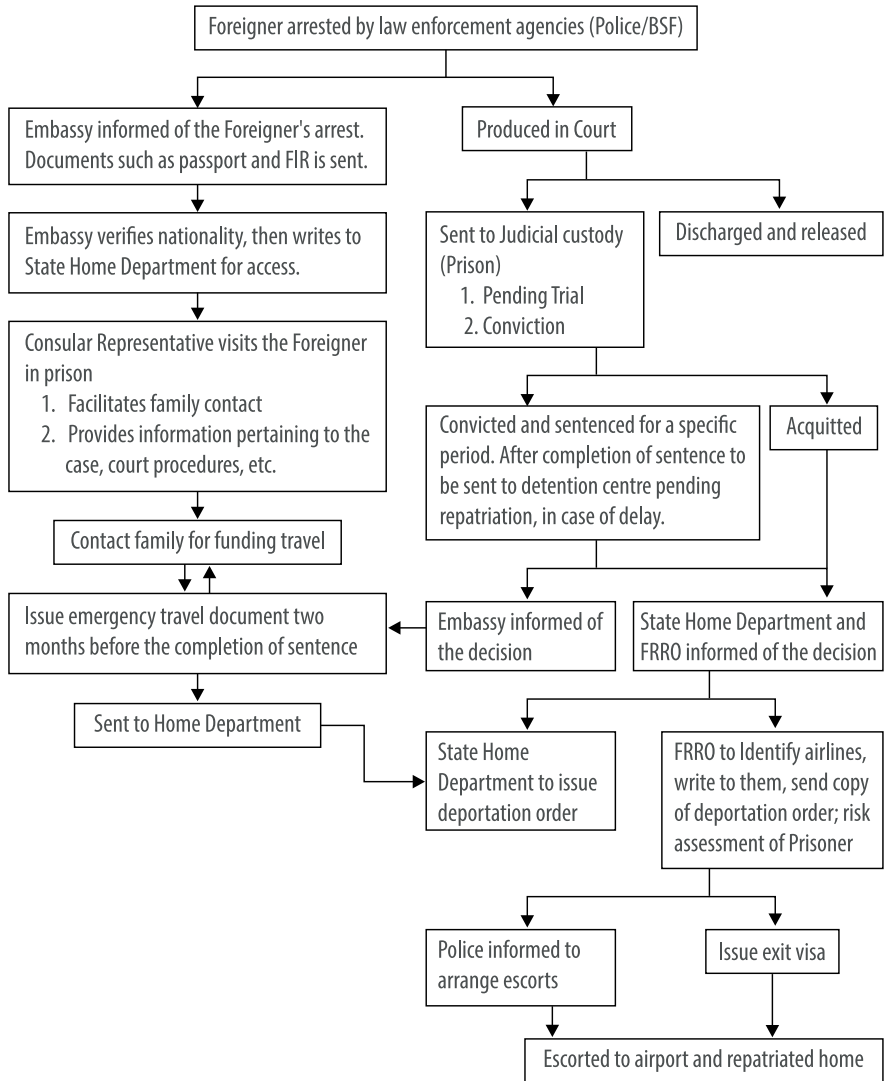 Foreigner arrested by law enforcement agencies (Police/BSF)
Embassy informed of the Foreigner's arrest.
Documents such as passport and FIR is sent.
Produced in Court
Embassy verifies nationality, then writes to
State Home Department for access.
Sent to Judicial custody
(Prison)
1. Pending Trial
2. Conviction
Discharged and released
Consular Representative visits the Foreigner
in prison
1. Facilitates family contact
2. Provides information pertaining to the
case, court procedures, etc.
Convicted and sentenced for a specific
period. After completion of sentence to
be sent to detention centre pending
repatriation, in case of delay.
Acquitted
Contact family for funding travel
Issue emergency travel document two
months before the completion of sentence
Embassy informed of
the decision
State Home Department and
FRRO informed of the decision
Sent to Home Department
State Home
Department to issue
deportation order
FRRO to Identify airlines,
write to them, send copy
of deportation order; risk
assessment of Prisoner
Police informed to
arrange escorts
Issue exit visa
Escorted to airport and repatriated home